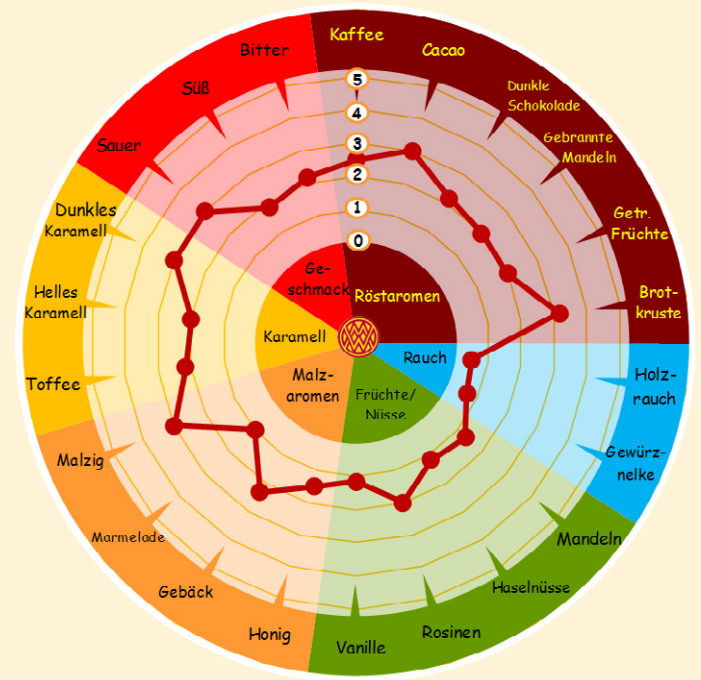 Kaffee
Cacao
Dunkle
Schokolade
Gebrannte
Mandeln
Getr.
Früchte
Brot-
kruste
Holz-
rauch
Gewürz-
nelke
Mandeln
Haselnüsse
Rosinen
Vanille
Honig
Gebäck
Marmelade
Malzig
Toffee
Helles
Karamell
Dunkles
Karamell
Sauer
Süß
Bitter
5
4
3
2
1
0
Ge-
schmack
Röstaromen
Karamell
Rauch
Malz-
aromen
Früchte/
Nüsse